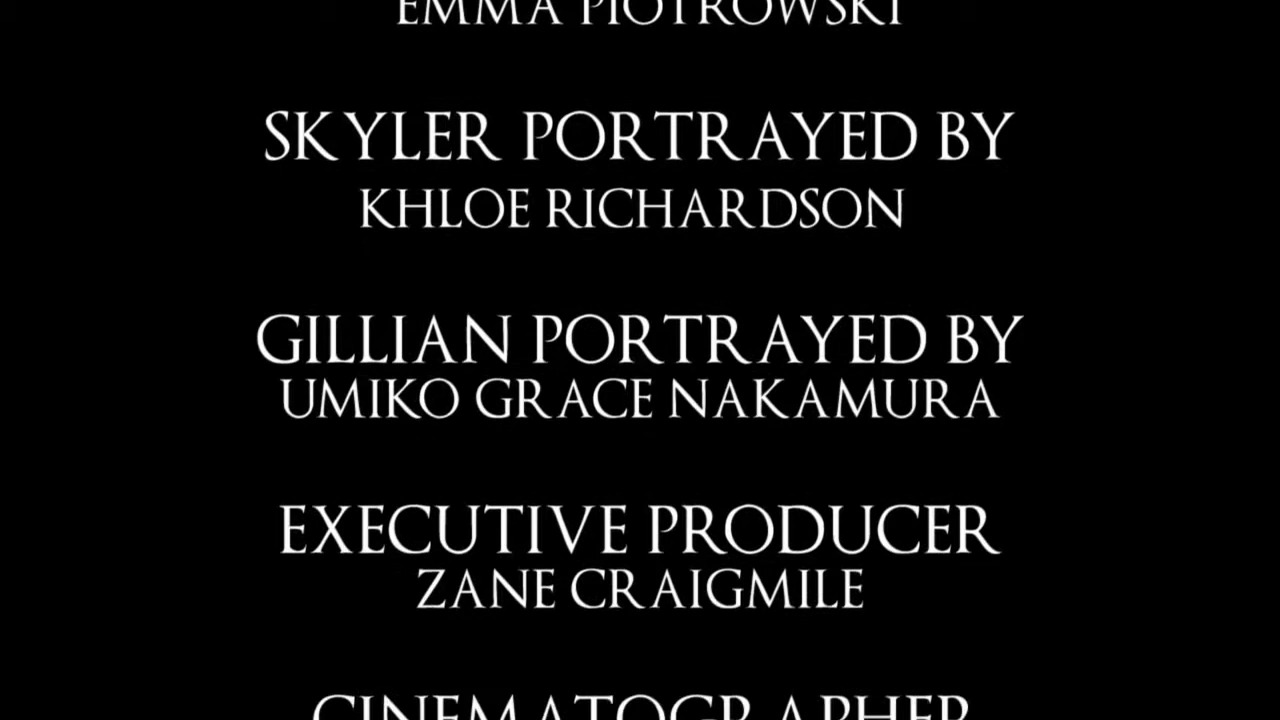 EMMA PIOTROWSKI
SKYLER PORTRAYED BY
KHLOE RICHARDSON
GILLIAN PORTRAYED BY
UMIKO GRACE NAKAMURA
EXECUTIVE PRODUCER
ZANE CRAIGMILE
CINEMATOGRAPHER